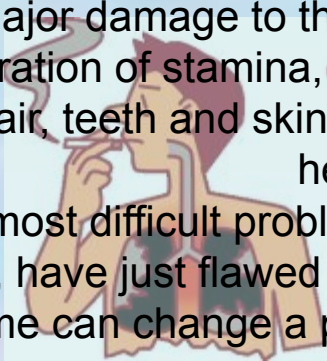 ajor damage to th
ration of stamina,
air, teeth and skin
he
most difficult probl
have just flawed
me can change a p